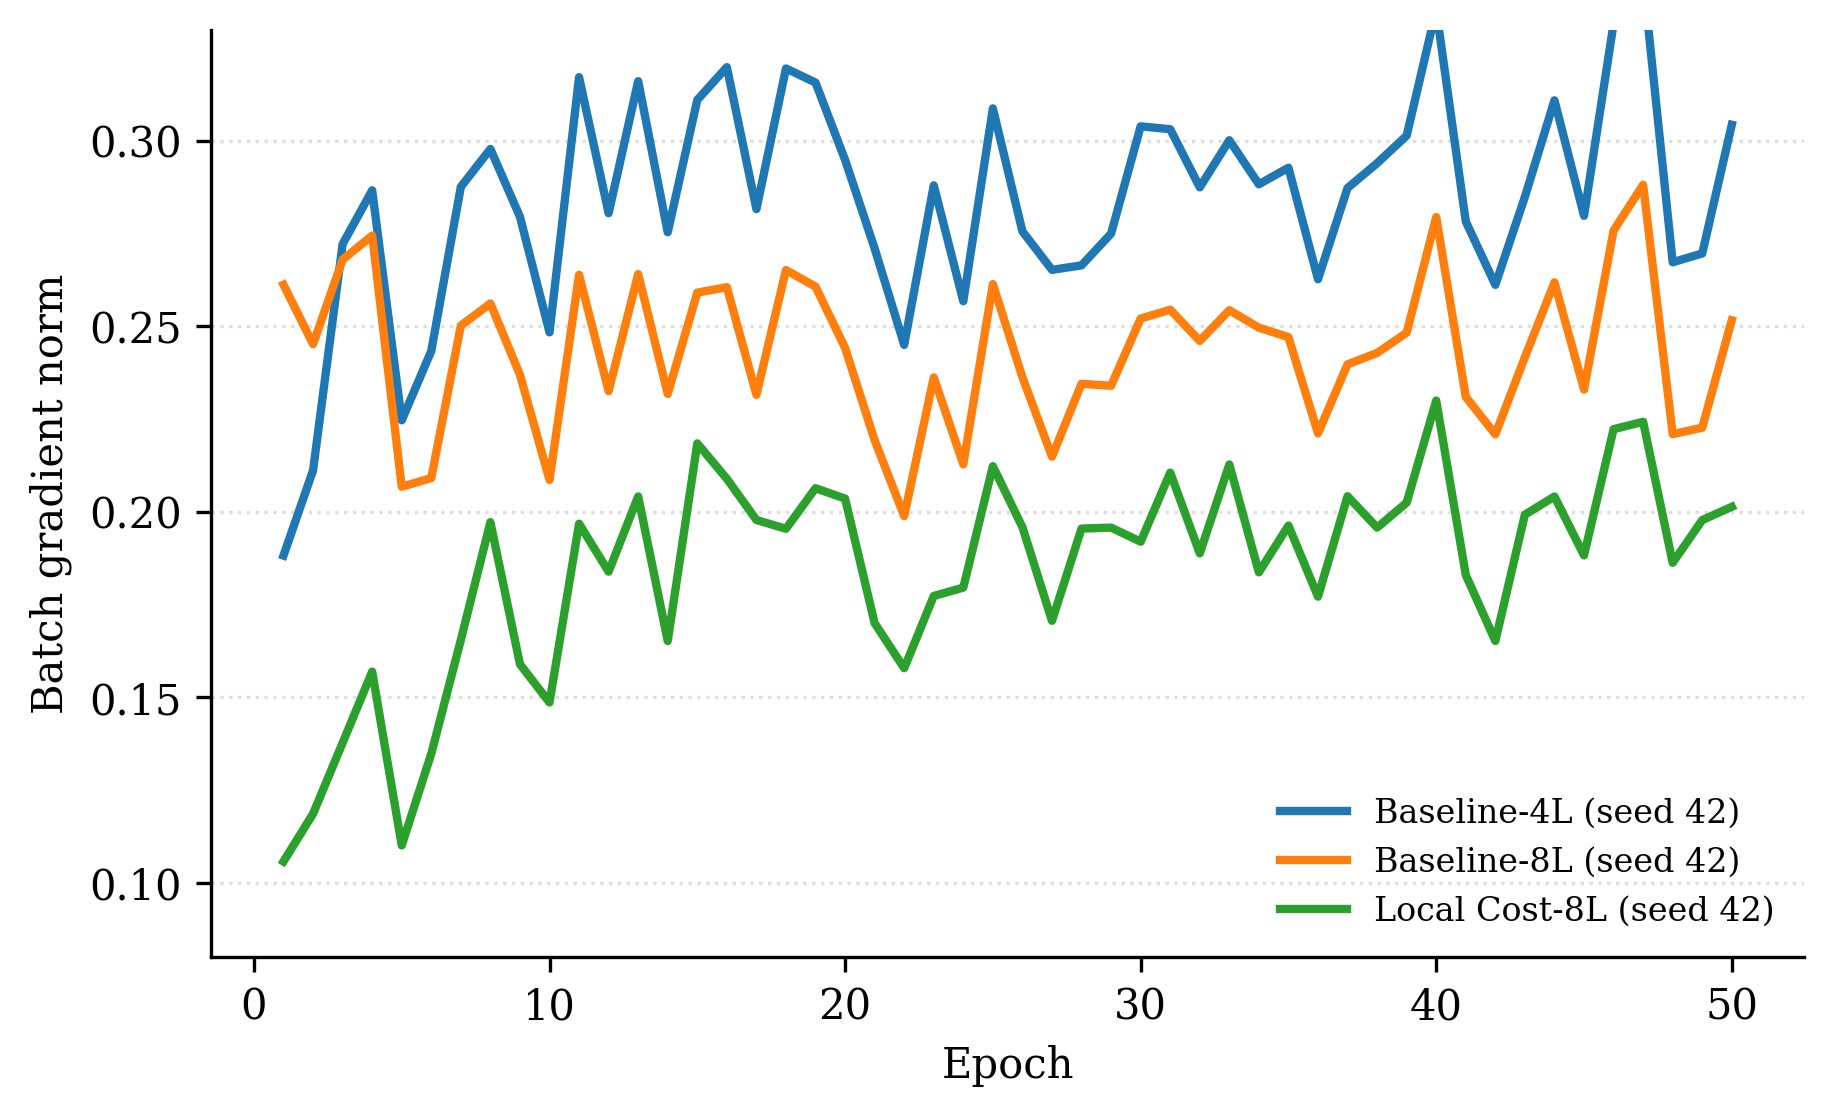 0.30
0.25
0.20
0.15
0.10
Batch gradient norm
Baseline-4L (seed 42)
Baseline-8L (seed 42)
Local Cost-8L (seed 42)
0 10 20 30 40 50
Epoch